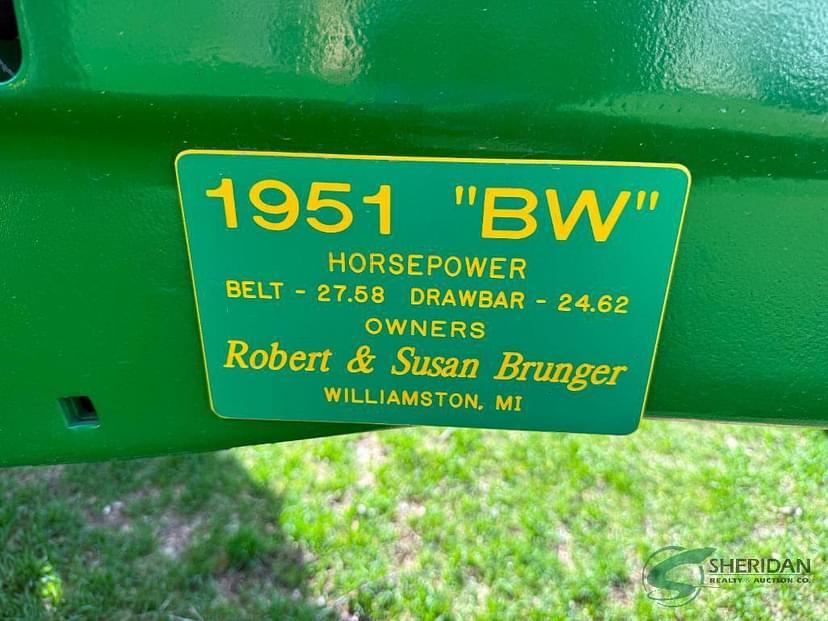 1951 "BW"
HORSEPOWER
BELT - 27.58 DRAWBAR - 24.62
OWNERS
Robert & Susan Brunger
WILLIAMSTON, MI
SHERIDAN
REALTY & AUCTION CO.